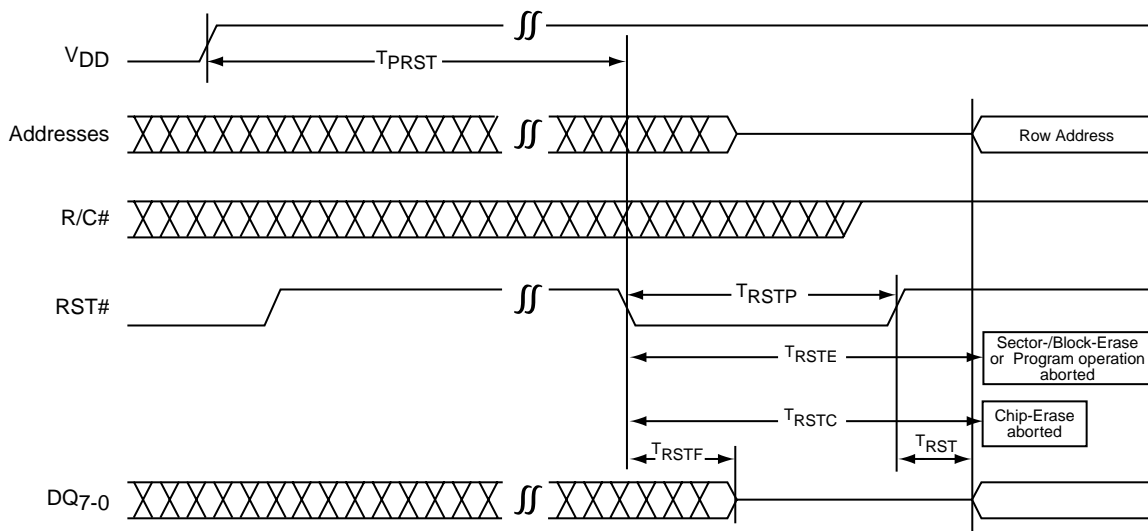 VDD
TPRST
Addresses
Row Address
R/C#
RST#
TRSTP
TRSTE
Sector-/Block-Erase
or Program operation
aborted
TRSTC
Chip-Erase
aborted
TRSTF
TRST
DQ7-0